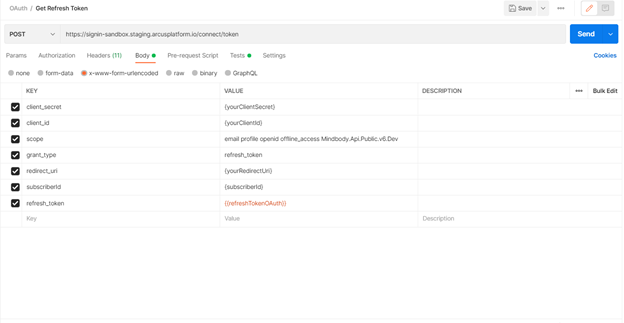 OAuth / Get Refresh Token
Save
POST
https://signin-sandbox.staging.arcusplatform.io/connect/token
Send
Params Authorization Headers (11) Body Pre-request Script Tests Settings
Cookies
none form-data x-www-form-urlencoded raw binary GraphQL
KEY VALUE DESCRIPTION Bulk Edit
client_secret {yourClientSecret}
client_id {yourClientId}
scope email profile openid offline_access Mindbody.Api.Public.v6.Dev
grant_type refresh_token
redirect_uri {yourRedirectUri}
subscriberId {subscriberId}
refresh_token {{refreshTokenOAuth}}
Key Value Description